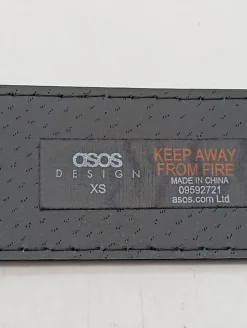 asos
DESIGN
XS
KEEP AWAY
FROM FIRE
MADE IN CHINA
09592721
asos.com Ltd